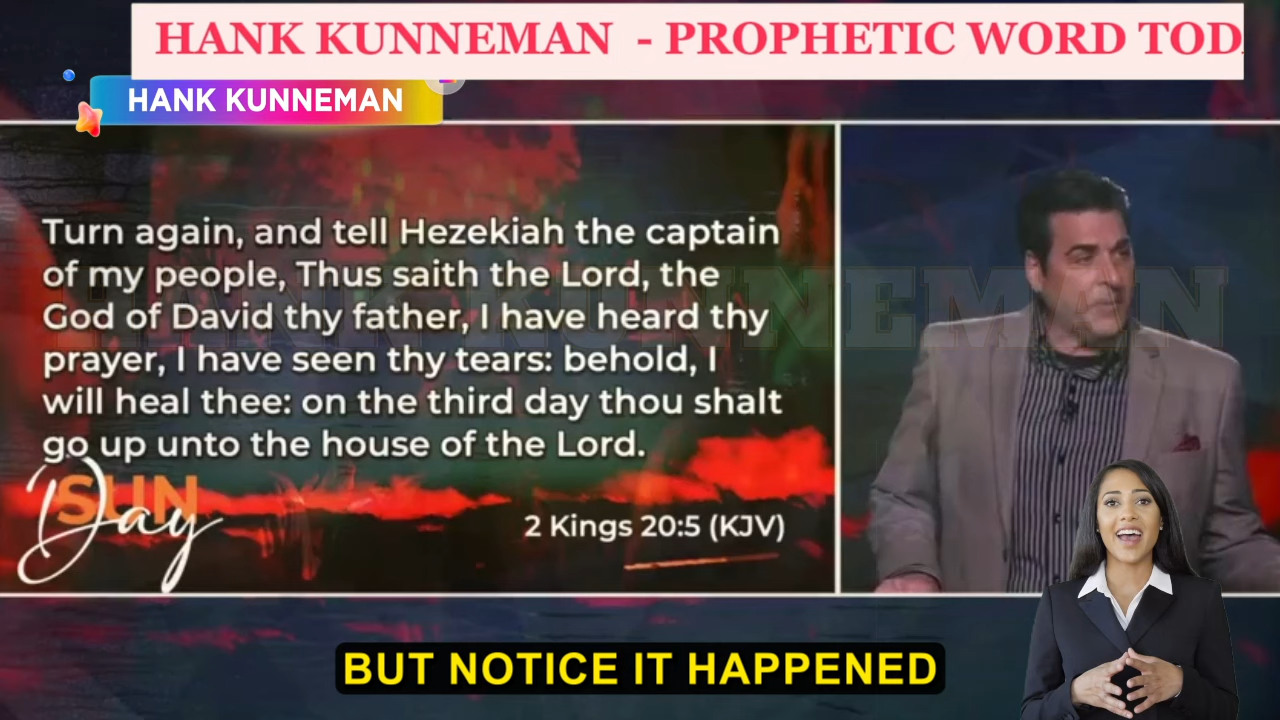 HANK KUNNEMAN - PROPHETIC WORD TOD
HANK KUNNEMAN
Turn again, and tell Hezekiah the captain
of my people, Thus saith the Lord, the
God of David thy father, I have heard thy
prayer, I have seen thy tears: behold, I
will heal thee: on the third day thou shalt
go up unto the house of the Lord.
SUN
Day
2 Kings 20:5 (KJV)
HANK KUNNEMAN
BUT NOTICE IT HAPPENED